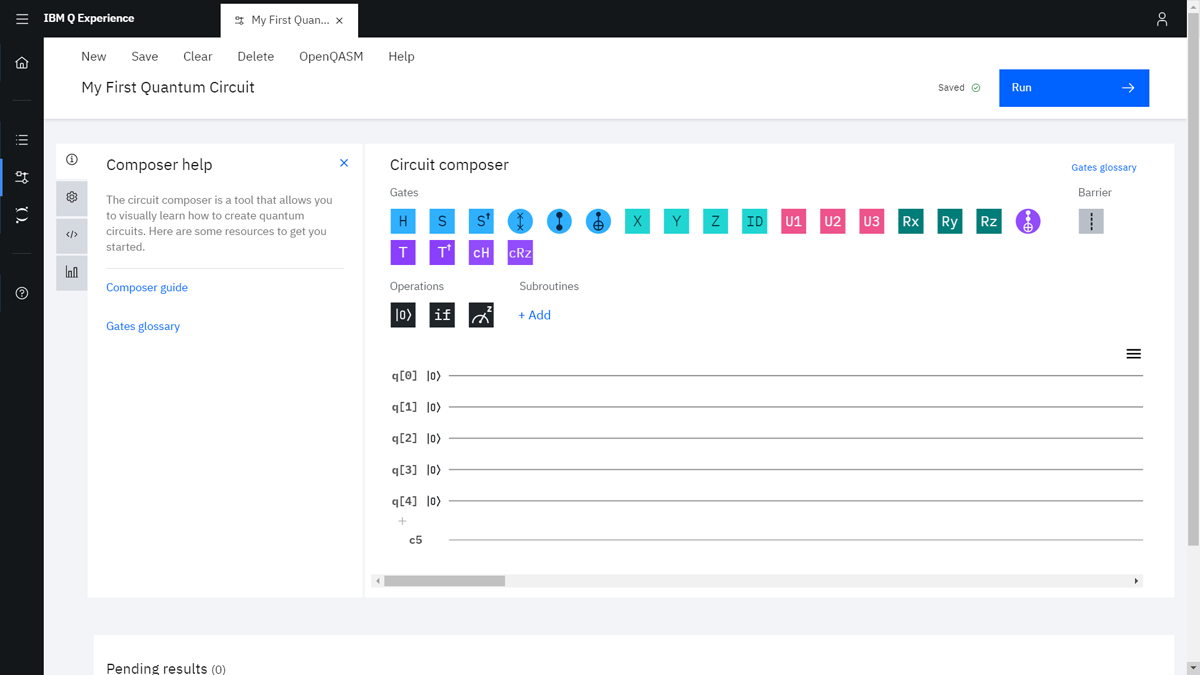 IBM Q Experience
My First Quan...
New Save Clear Delete OpenQASM Help
My First Quantum Circuit
Saved
Run
Composer help
The circuit composer is a tool that allows you
to visually learn how to create quantum
circuits. Here are some resources to get you
started.
Composer guide
Gates glossary
Circuit composer
Gates glossary
Gates
Barrier
H S S† X Y Z ID U1 U2 U3 Rx Ry Rz
T T† cH cRz
Operations Subroutines
|0⟩ if z + Add
q[0] |0⟩
q[1] |0⟩
q[2] |0⟩
q[3] |0⟩
q[4] |0⟩
+
c5
Pending results (0)